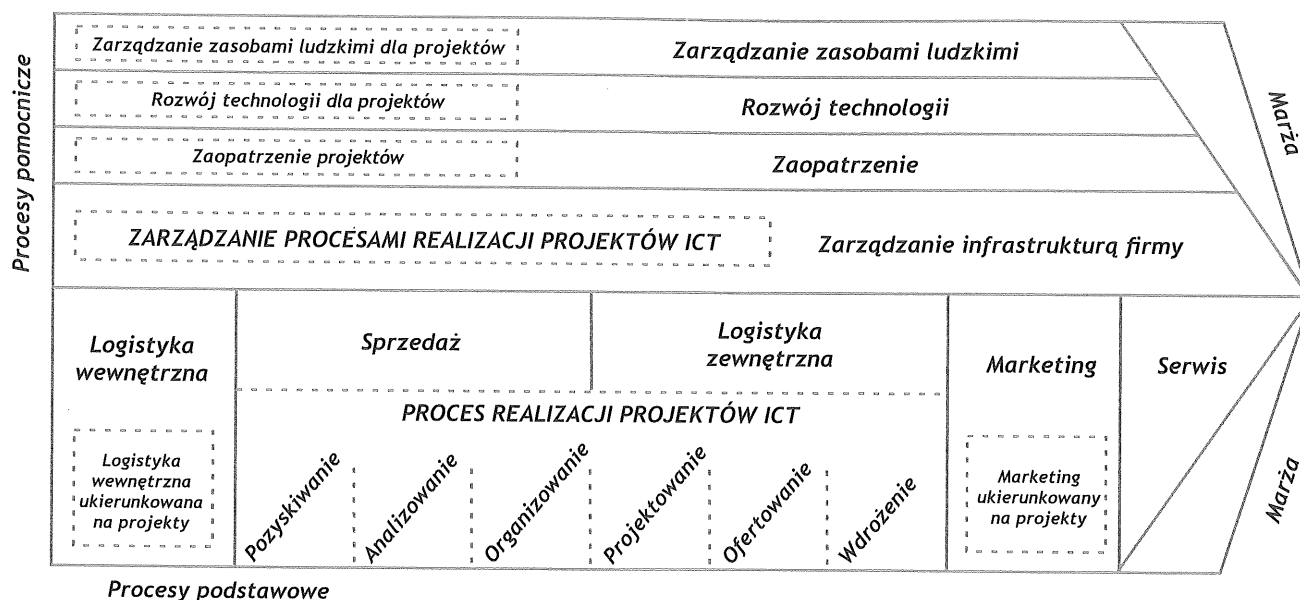 Procesy pomocnicze
Zarządzanie zasobami ludzkimi dla projektów
Zarządzanie zasobami ludzkimi
Rozwój technologii dla projektów
Rozwój technologii
Zaopatrzenie projektów
Zaopatrzenie
ZARZĄDZANIE PROCESAMI REALIZACJI PROJEKTÓW ICT
Zarządzanie infrastrukturą firmy
Marża
Logistyka
wewnętrzna
Sprzedaż
Logistyka
zewnętrzna
Marketing
Serwis
PROCES REALIZACJI PROJEKTÓW ICT
Logistyka
wewnętrzna
ukierunkowana
na projekty
Pozyskiwanie
Analizowanie
Organizowanie
Projektowanie
Ofertowanie
Wdrożenie
Marketing
ukierunkowany
na projekty
Marża
Procesy podstawowe